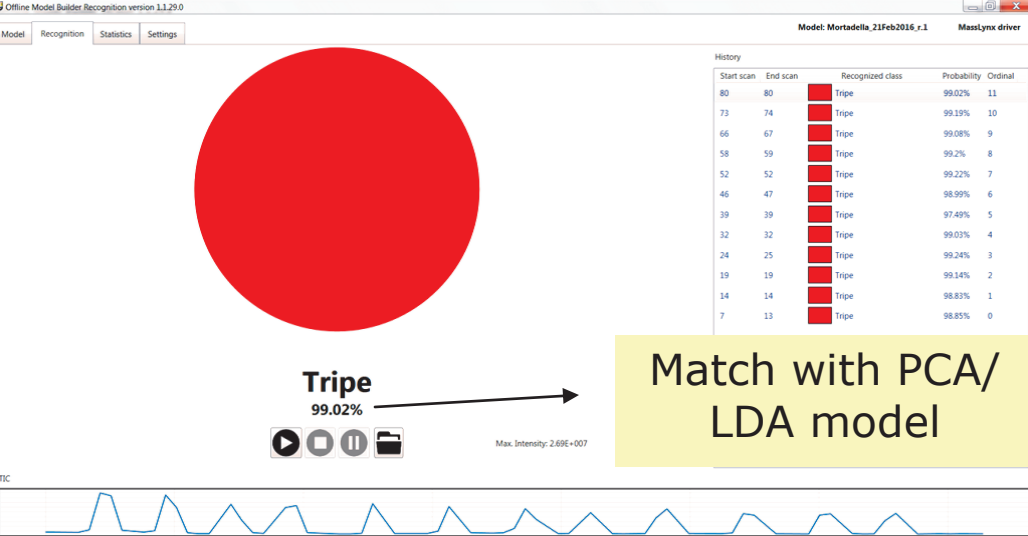 Offline Model Builder Recognition version 1.1.29.0
Model Recognition Statistics Settings
Model: Mortadella_21Feb2016_r.1 MassLynx driver
History
Start scan End scan Recognized class Probability Ordinal
80 80 Tripe 99.02% 11
73 74 Tripe 99.19% 10
66 67 Tripe 99.08% 9
58 59 Tripe 99.2% 8
52 52 Tripe 99.22% 7
46 47 Tripe 98.99% 6
39 39 Tripe 97.49% 5
32 32 Tripe 99.03% 4
24 25 Tripe 99.24% 3
19 19 Tripe 99.14% 2
14 14 Tripe 98.83% 1
7 13 Tripe 98.85% 0
Tripe
99.02%
Match with PCA/
LDA model
Max. Intensity: 2.69E+007
TIC